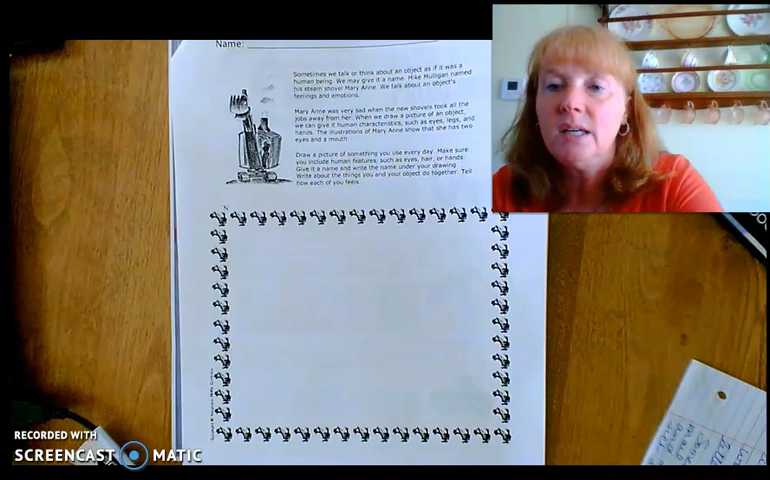 Name:
Sometimes we talk or think about an object as if it was a
human being. We may give it a name. Mike Mulligan named
his steam shovel Mary Anne. We talk about an object's
feelings and emotions.
Mary Anne was very sad when the new shovels took all the
jobs away from her. When we draw a picture of an object,
we can give it human characteristics, such as eyes, legs, and
hands. The illustrations of Mary Anne show that she has two
eyes and a mouth
Draw a picture of something you use every day. Make sure
you include human features, such as eyes, hair, or hands.
Give it a name and write the name under your drawing
Write about the things you and your object do together. Tell
how each of you feels.
RECORDED WITH
SCREENCAST MATIC